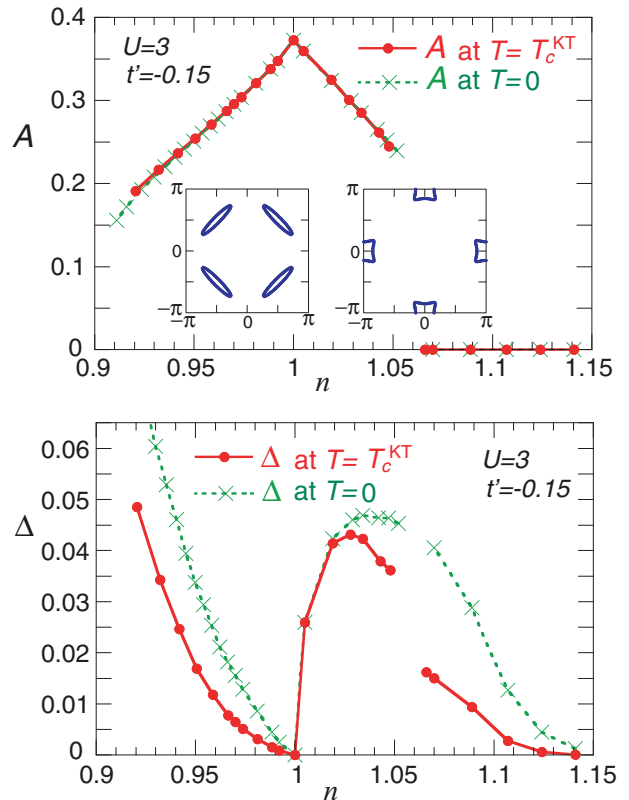 U=3
t'=-0.15
A at T= T_c^KT
A at T=0
A
0.4
0.3
0.2
0.1
0
π
0
−π
−π 0 π
π
0
−π
−π 0 π
0.9 0.95 1 1.05 1.1 1.15
n
Δ at T= T_c^KT
Δ at T=0
U=3
t'=-0.15
Δ
0.06
0.05
0.04
0.03
0.02
0.01
0
0.9 0.95 1 1.05 1.1 1.15
n